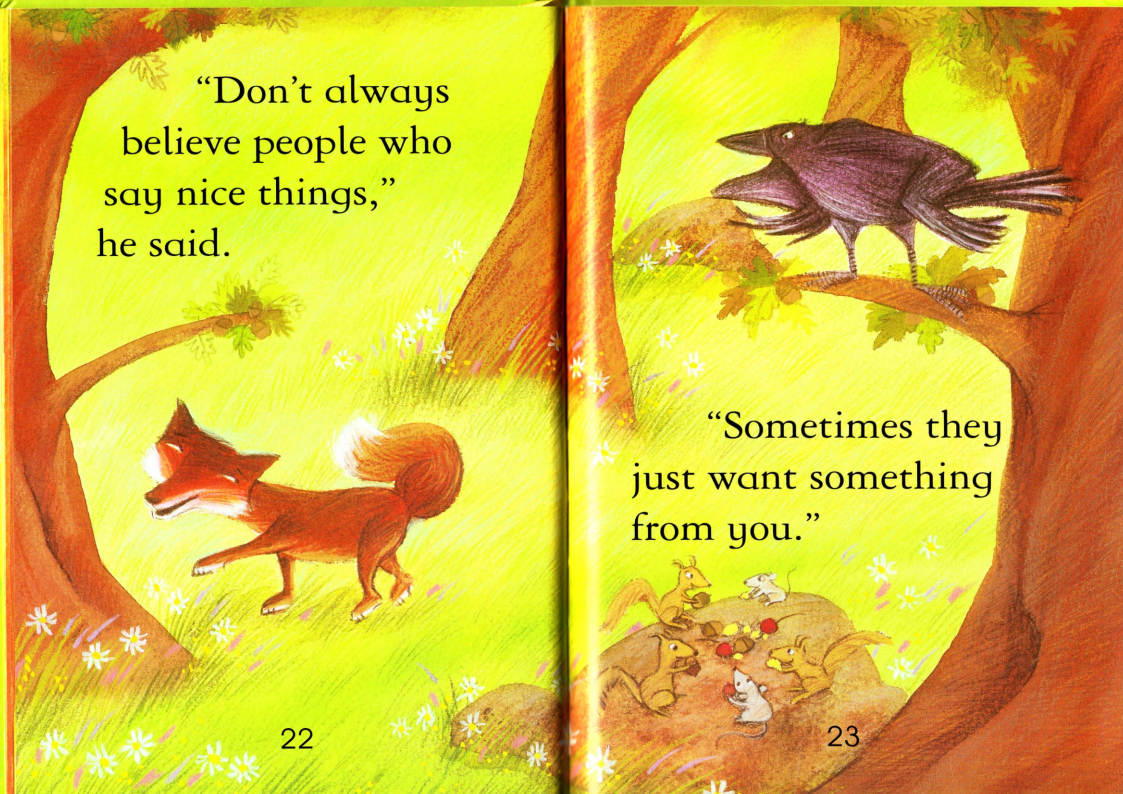 “Don’t always
believe people who
say nice things,”
he said.
22
“Sometimes they
just want something
from you.”
23